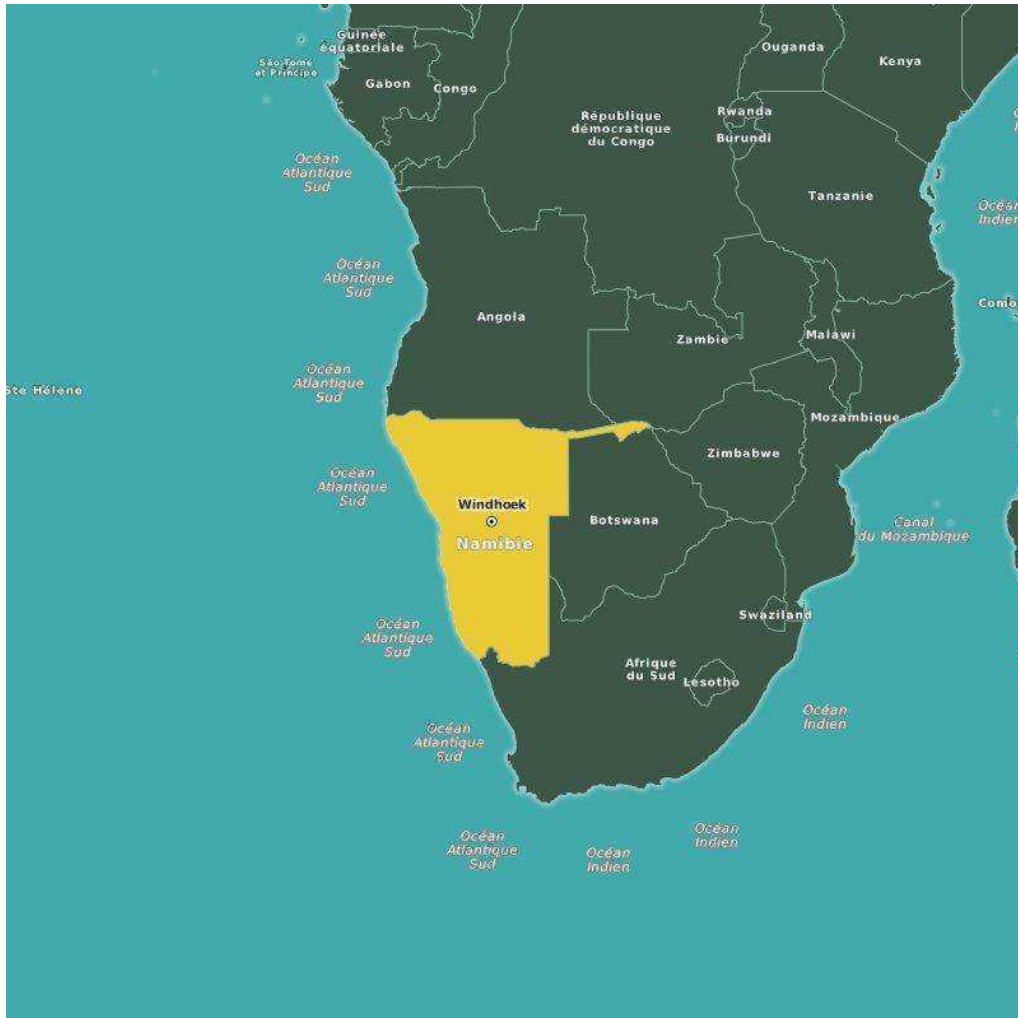 Guinée
équatoriale
São Tomé
et Príncipe
Gabon
Congo
Ouganda
Kenya
République
démocratique
du Congo
Rwanda
Burundi
Océan
Atlantique
Sud
Tanzanie
Océan
Indien
Océan
Atlantique
Sud
Angola
Zambie
Malawi
Como
Océan
Atlantique
Sud
Ste Hélène
Mozambique
Zimbabwe
Océan
Atlantique
Sud
Windhoek
Namibie
Botswana
Canal
du Mozambique
Swaziland
Océan
Atlantique
Sud
Afrique
du Sud
Lesotho
Océan
Indien
Océan
Atlantique
Sud
Océan
Atlantique
Sud
Océan
Indien
Océan
Indien